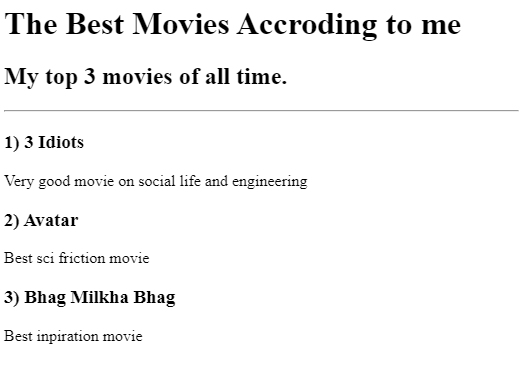 The Best Movies Accroding to me
My top 3 movies of all time.
1) 3 Idiots
Very good movie on social life and engineering
2) Avatar
Best sci friction movie
3) Bhag Milkha Bhag
Best inpiration movie